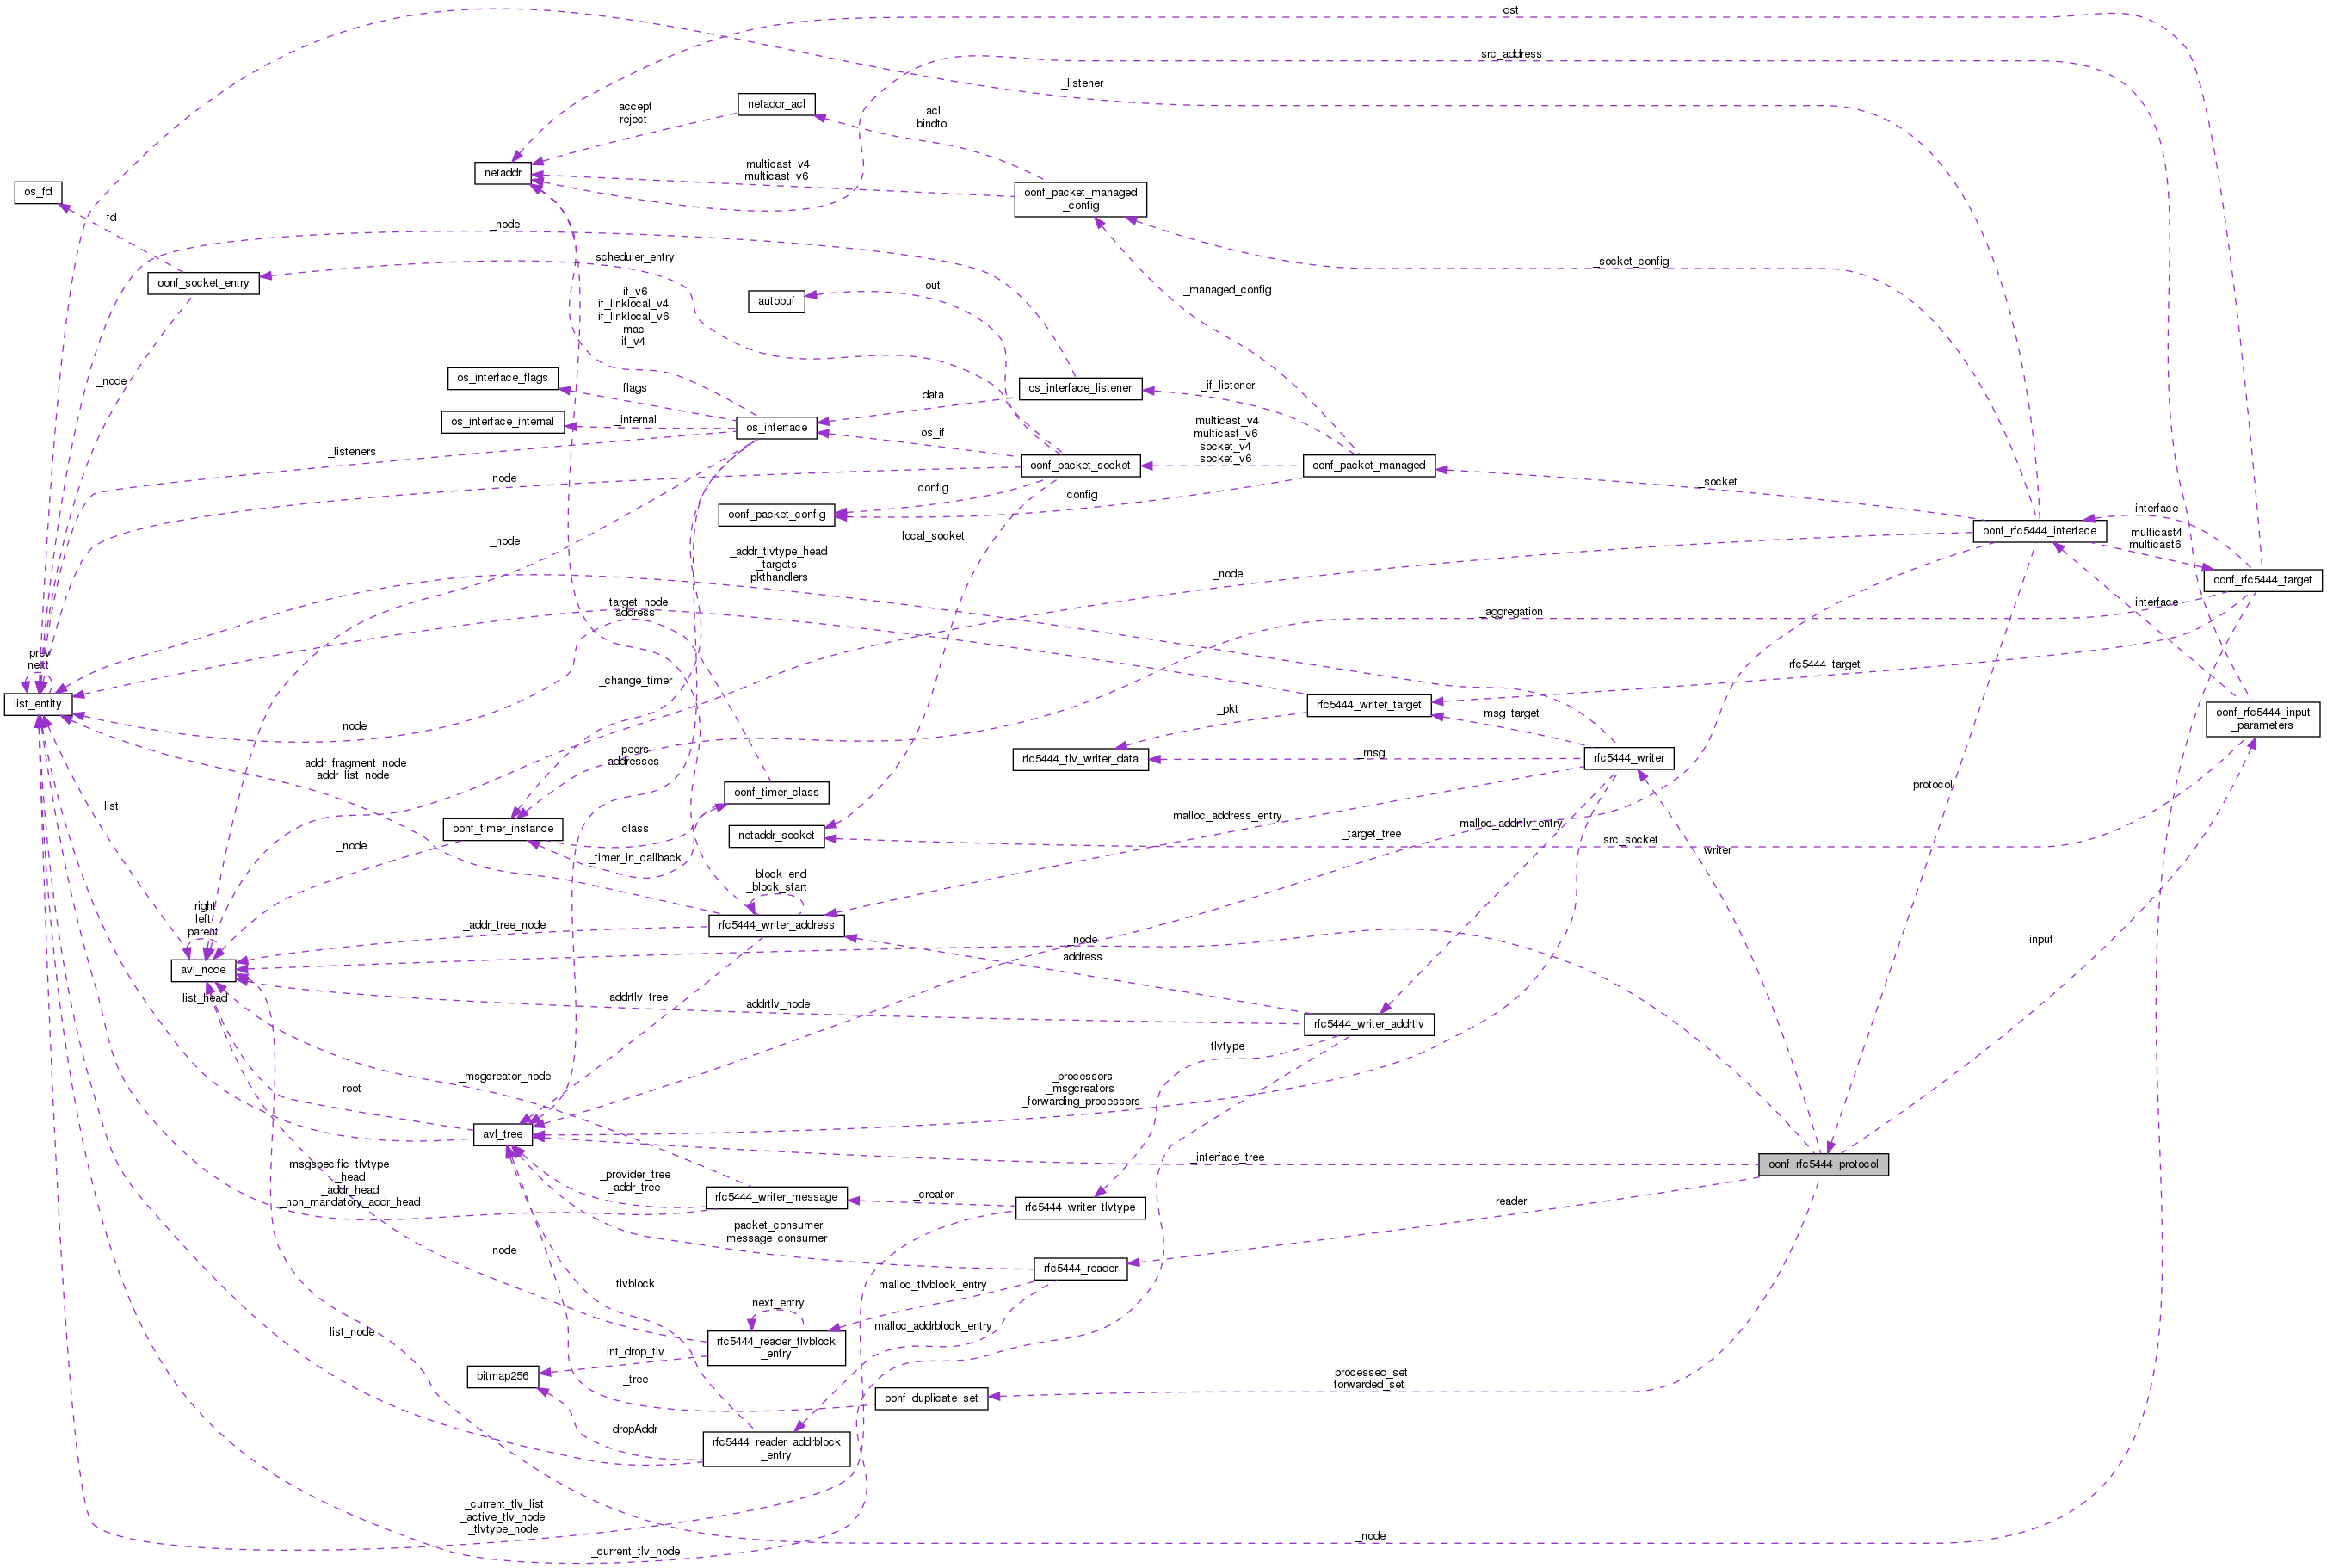 dst
src_address
_listener
netaddr_acl
accept
reject
acl
bindto
netaddr
multicast_v4
multicast_v6
os_fd
oonf_packet_managed
_config
fd
_node
scheduler_entry
_socket_config
oonf_socket_entry
out
_managed_config
autobuf
if_v6
if_linklocal_v4
if_linklocal_v6
mac
if_v4
_node
os_interface_flags
flags
os_interface_listener
_if_listener
data
os_interface_internal
_internal
os_interface
os_if
multicast_v4
multicast_v6
socket_v4
socket_v6
_listeners
oonf_packet_socket
oonf_packet_managed
node
_socket
config
config
oonf_packet_config
interface
oonf_rfc5444_interface
local_socket
_node
multicast4
multicast6
_addr_tlvtype_head
_targets
_pkthandlers
_node
oonf_rfc5444_target
_target_node
address
_aggregation
interface
prev
next
rfc5444_target
_change_timer
list_entity
rfc5444_writer_target
_pkt
msg_target
oonf_rfc5444_input
_parameters
_node
peers
addresses
_msg
rfc5444_tlv_writer_data
rfc5444_writer
_addr_fragment_node
_addr_list_node
protocol
oonf_timer_class
list
malloc_address_entry
malloc_addrtlv_entry
oonf_timer_instance
class
netaddr_socket
_target_tree
src_socket
_node
writer
_timer_in_callback
_block_end
_block_start
right
left
parent
_addr_tree_node
rfc5444_writer_address
_node
input
address
avl_node
list_head
_addrtlv_tree
addrtlv_node
rfc5444_writer_addrtlv
tlvtype
_msgcreator_node
_processors
_msgcreators
_forwarding_processors
root
avl_tree
_interface_tree
oonf_rfc5444_protocol
_msgspecific_tlvtype
_head
_addr_head
_non_mandatory_addr_head
_provider_tree
_addr_tree
rfc5444_writer_message
_creator
rfc5444_writer_tlvtype
reader
packet_consumer
message_consumer
node
rfc5444_reader
tlvblock
malloc_tlvblock_entry
next_entry
list_node
malloc_addrblock_entry
rfc5444_reader_tlvblock
_entry
int_drop_tlv
bitmap256
_tree
processed_set
forwarded_set
oonf_duplicate_set
dropAddr
rfc5444_reader_addrblock
_entry
_current_tlv_list
_active_tlv_node
_tlvtype_node
_node
_current_tlv_node